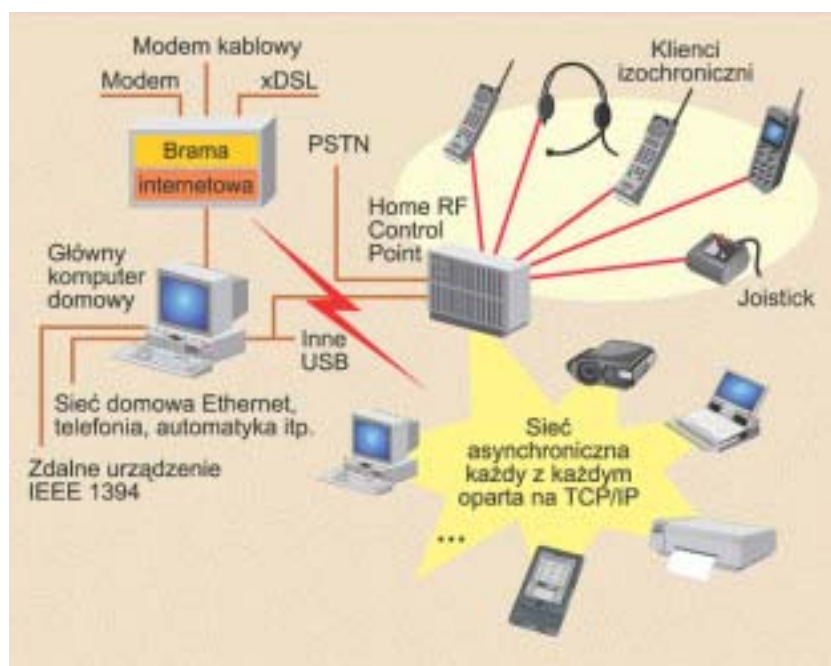 Modem kablowy
Modem
xDSL
Brama
internetowa
PSTN
Klienci
izochroniczni
Home RF
Control
Point
Główny
komputer
domowy
Joistick
Inne
USB
Sieć domowa Ethernet,
telefonia, automatyka itp.
Zdalne urządzenie
IEEE 1394
Sieć
asynchroniczna
każdy z każdym
oparta na TCP/IP
...